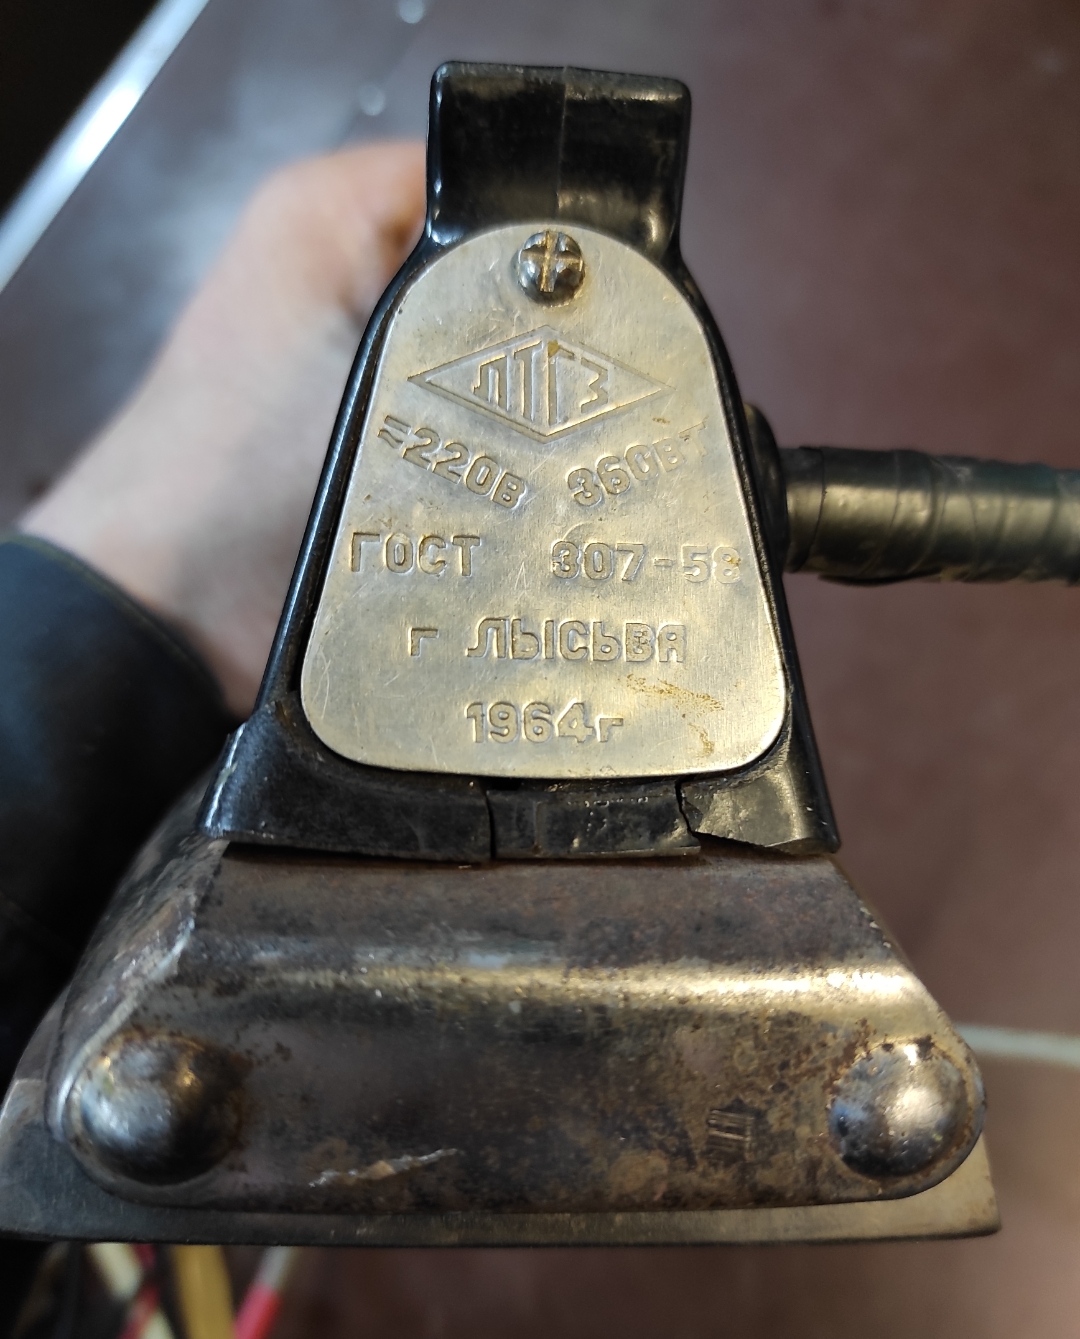 ЛТГЗ
≈220В 360ВТ
ГОСТ 307-58
г ЛЫСЬВА
1964г